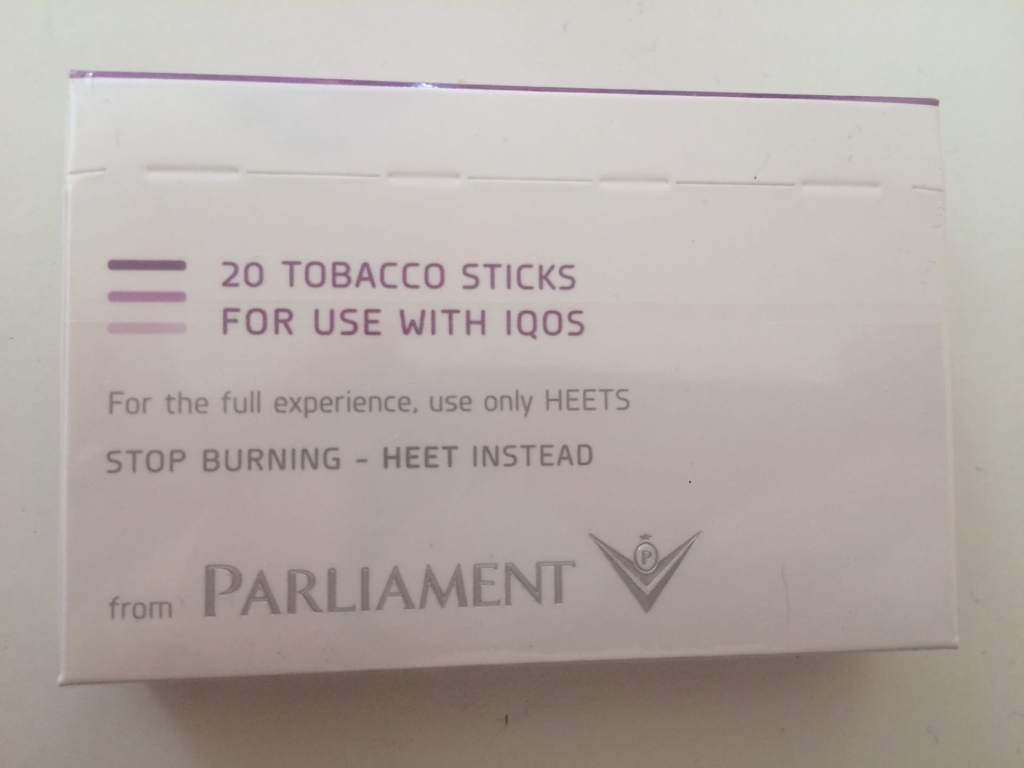 20 TOBACCO STICKS
FOR USE WITH IQOS
For the full experience, use only HEETS
STOP BURNING - HEET INSTEAD
from PARLIAMENT P